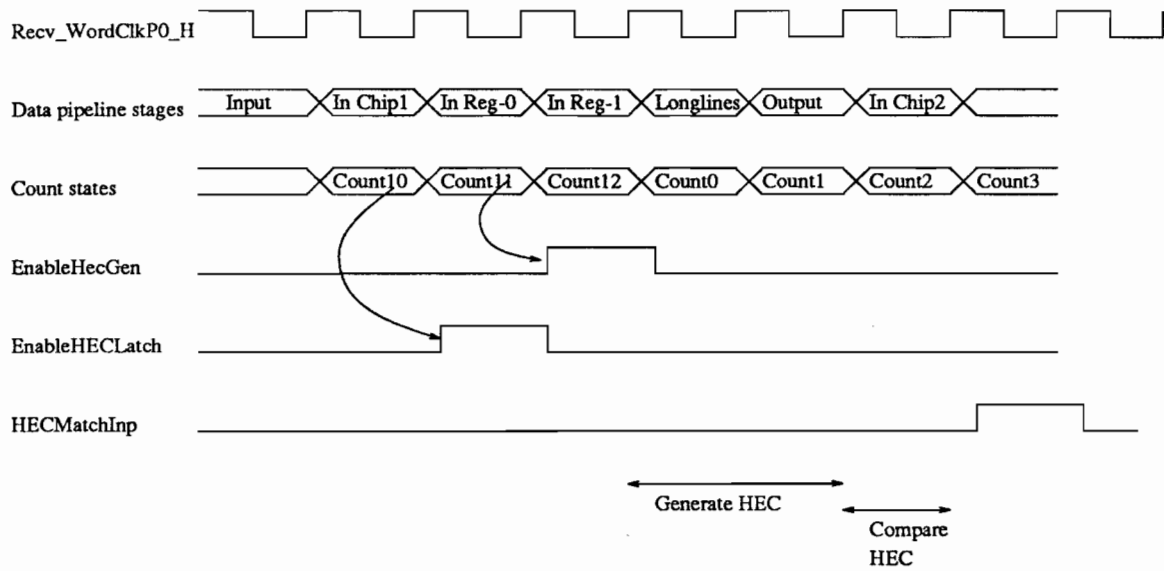 Recv_WordClkP0_H
Data pipeline stages
Input
In Chip1
In Reg-0
In Reg-1
Longlines
Output
In Chip2
Count states
Count10
Count11
Count12
Count0
Count1
Count2
Count3
EnableHecGen
EnableHECLatch
HECMatchInp
Generate HEC
Compare
HEC